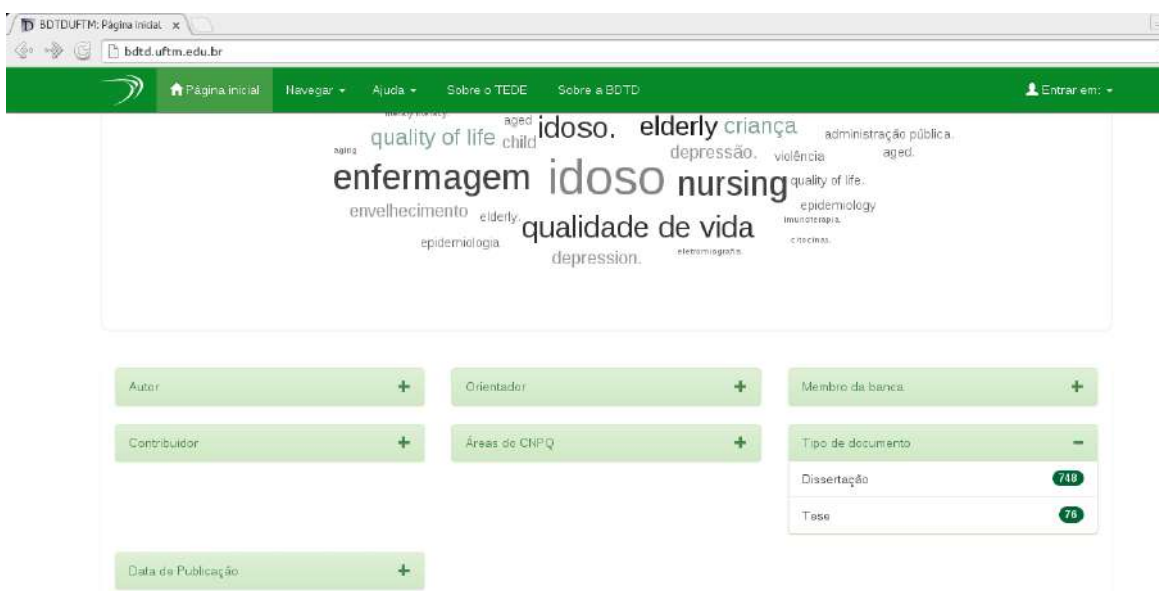 BDTDUFTM: Página inicial x
bdtd.uftm.edu.br
Página inicial Navegar Ajuda Sobre o TEDE Sobre a BDTD Entrar em:
aged idoso. elderly criança administração pública.
aging quality of life child depressão. violência aged.
enfermagem idoso nursing quality of life.
envelhecimento elderly. epidemiology
qualidade de vida imunoterapia.
epidemiologia citocinas.
depression. eletromiografia.
Autor Orientador Membro da banca
Contribuidor Áreas do CNPQ Tipo de documento
Dissertação 748
Tese 76
Data de Publicação